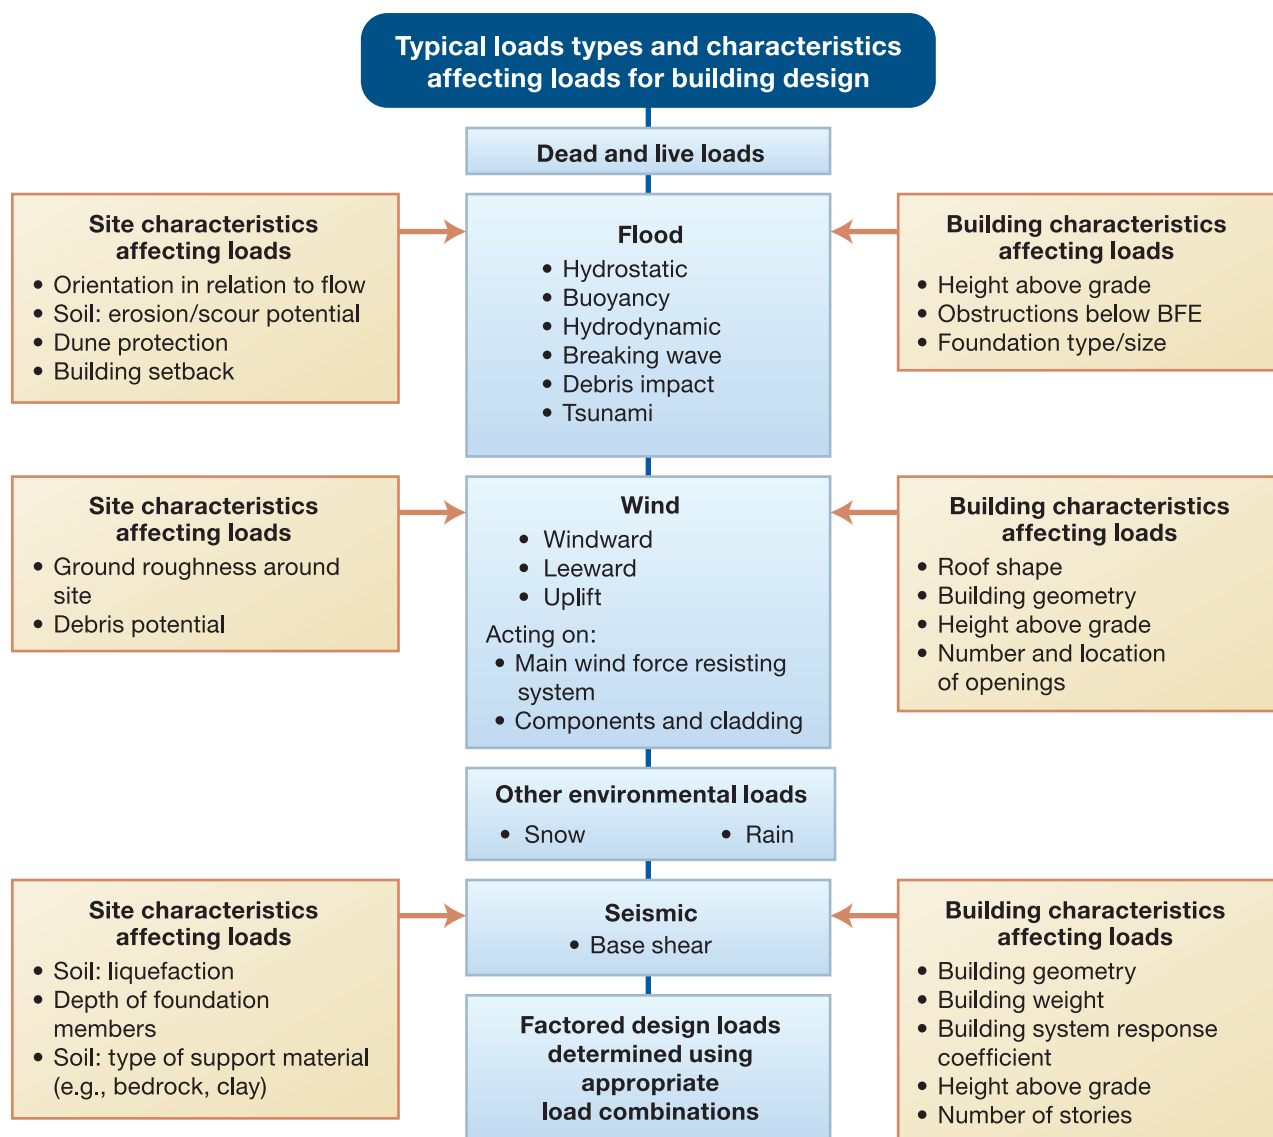 Typical loads types and characteristics
affecting loads for building design
Dead and live loads
Site characteristics
affecting loads
• Orientation in relation to flow
• Soil: erosion/scour potential
• Dune protection
• Building setback
Flood
• Hydrostatic
• Buoyancy
• Hydrodynamic
• Breaking wave
• Debris impact
• Tsunami
Building characteristics
affecting loads
• Height above grade
• Obstructions below BFE
• Foundation type/size
Site characteristics
affecting loads
• Ground roughness around
site
• Debris potential
Wind
• Windward
• Leeward
• Uplift
Acting on:
• Main wind force resisting
system
• Components and cladding
Building characteristics
affecting loads
• Roof shape
• Building geometry
• Height above grade
• Number and location
of openings
Other environmental loads
• Snow • Rain
Site characteristics
affecting loads
• Soil: liquefaction
• Depth of foundation
members
• Soil: type of support material
(e.g., bedrock, clay)
Seismic
• Base shear
Building characteristics
affecting loads
• Building geometry
• Building weight
• Building system response
coefficient
• Height above grade
• Number of stories
Factored design loads
determined using
appropriate
load combinations